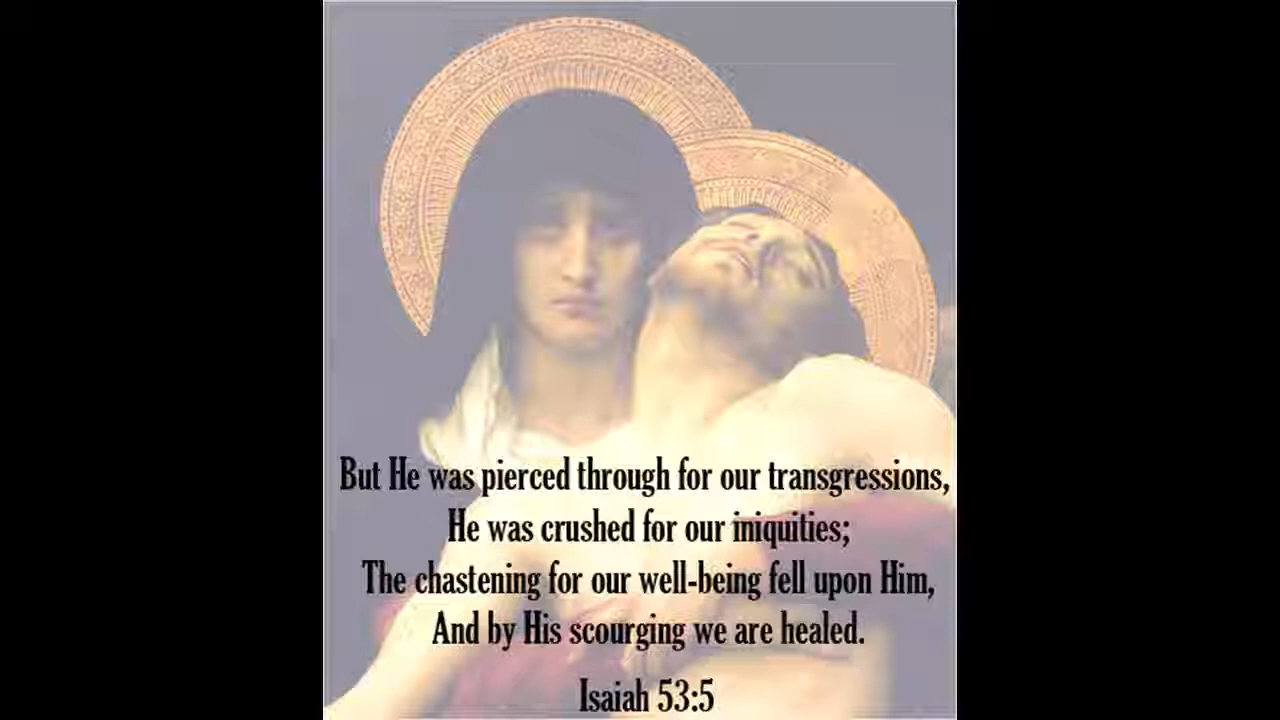 But He was pierced through for our transgressions,
He was crushed for our iniquities;
The chastening for our well-being fell upon Him,
And by His scourging we are healed.
Isaiah 53:5